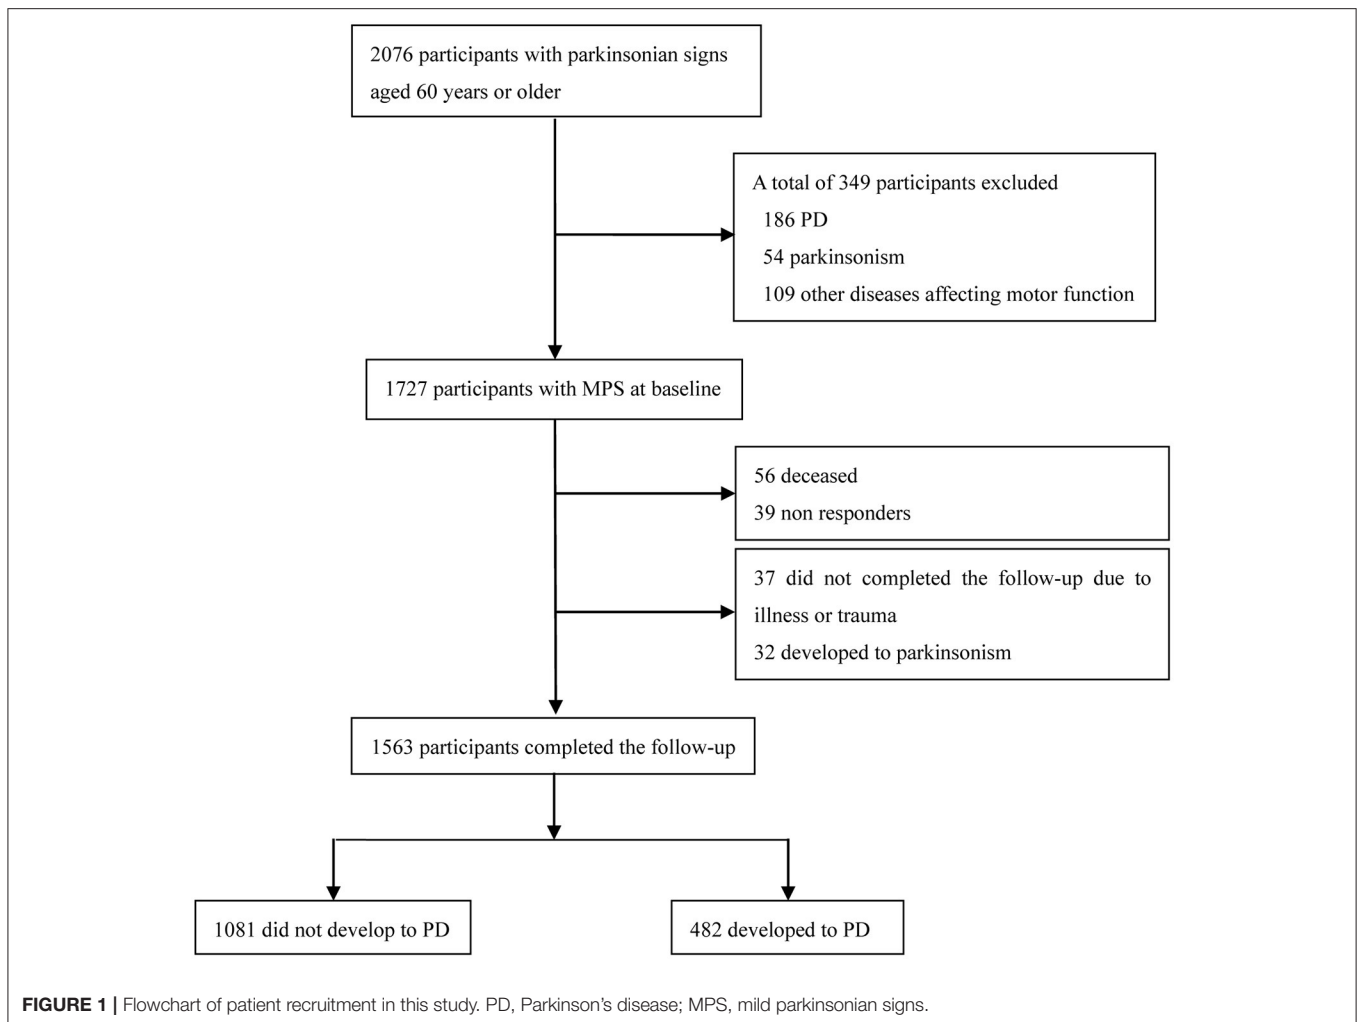 2076 participants with parkinsonian signs
aged 60 years or older
A total of 349 participants excluded
186 PD
54 parkinsonism
109 other diseases affecting motor function
1727 participants with MPS at baseline
56 deceased
39 non responders
37 did not completed the follow-up due to
illness or trauma
32 developed to parkinsonism
1563 participants completed the follow-up
1081 did not develop to PD
482 developed to PD
FIGURE 1 | Flowchart of patient recruitment in this study. PD, Parkinson's disease; MPS, mild parkinsonian signs.